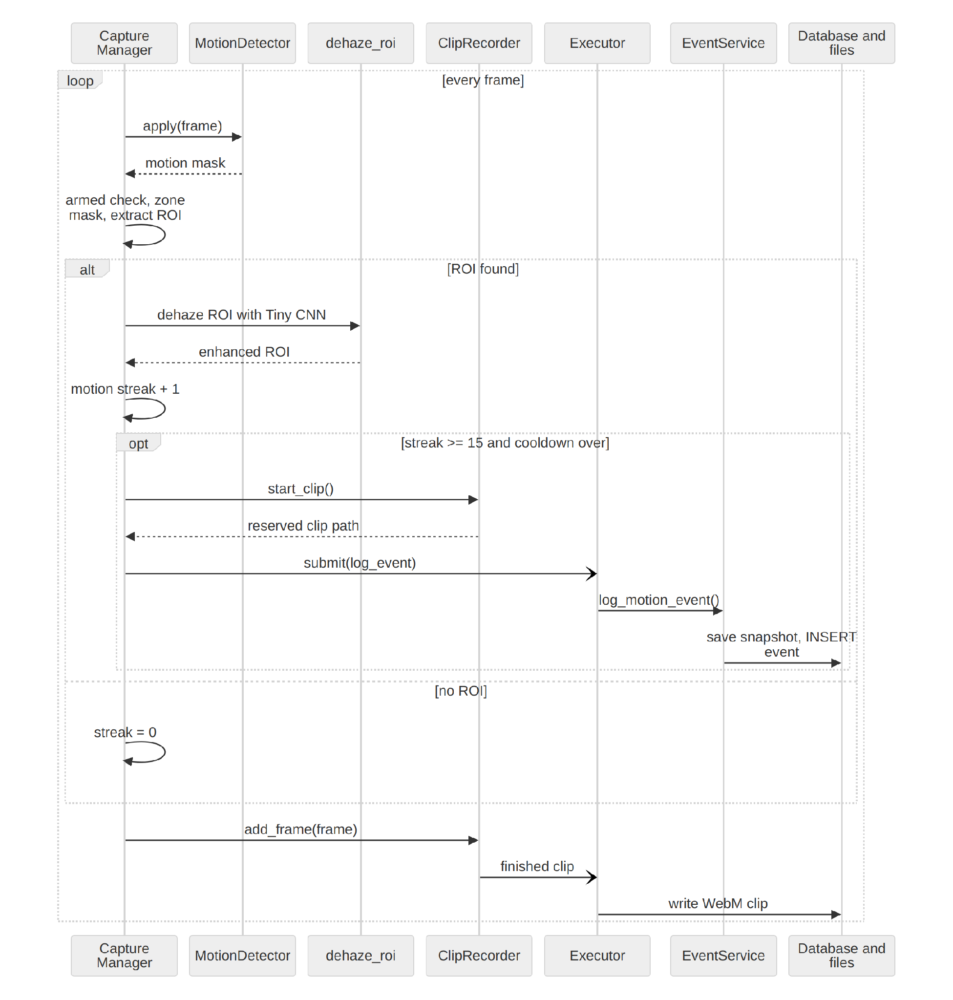 Capture
Manager
MotionDetector
dehaze_roi
ClipRecorder
Executor
EventService
Database and
files
loop
[every frame]
apply(frame)
motion mask
armed check, zone
mask, extract ROI
alt
[ROI found]
dehaze ROI with Tiny CNN
enhanced ROI
motion streak + 1
opt
[streak >= 15 and cooldown over]
start_clip()
reserved clip path
submit(log_event)
log_motion_event()
save snapshot, INSERT
event
[no ROI]
streak = 0
add_frame(frame)
finished clip
write WebM clip
Capture
Manager
MotionDetector
dehaze_roi
ClipRecorder
Executor
EventService
Database and
files